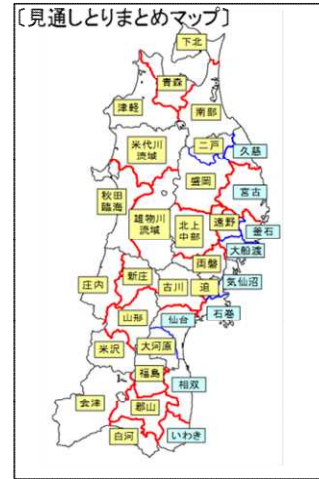 〔見通しとりまとめマップ〕
下北
青森
津軽
南部
米代川
流域
二戸
久慈
盛岡
宮古
秋田
臨海
雄物川
流域
北上
中部
遠野
釜石
大船渡
両磐
気仙沼
新庄
庄内
古川
迫
石巻
山形
仙台
米沢
大河原
福島
相双
会津
郡山
白河
いわき